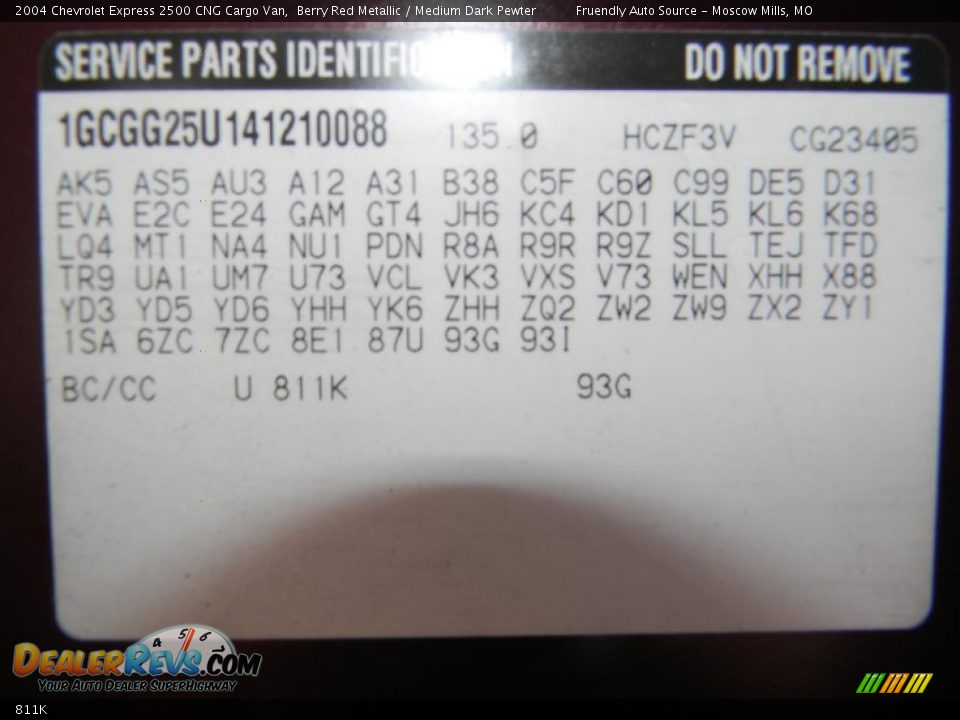 2004 Chevrolet Express 2500 CNG Cargo Van, Berry Red Metallic / Medium Dark Pewter Fruendly Auto Source - Moscow Mills, MO
SERVICE PARTS DO NOT REMOVE
1GCGG25U141210088 135.0 HCZF3V CG23405
AK5 AS5 AU3 A12 A31 B38 C5F C60 C99 DE5 D31
EVA E2C E24 GAM GT4 JH6 KC4 KD1 KL5 KL6 K68
LQ4 MT1 NA4 NU1 PDN R8A R9R R9Z SLL TEJ TFD
TR9 UA1 UM7 U73 VCL VK3 VXS V73 WEN XHH X88
YD3 YD5 YD6 YHH YK6 ZHH ZQ2 ZW2 ZW9 ZX2 ZY1
1SA 6ZC 7ZC 8E1 87U 93G 93I
BC/CC U 811K 93G
4 5 6
DEALERREVS.COM
YOUR AUTO DEALER SUPERHIGHWAY
811K